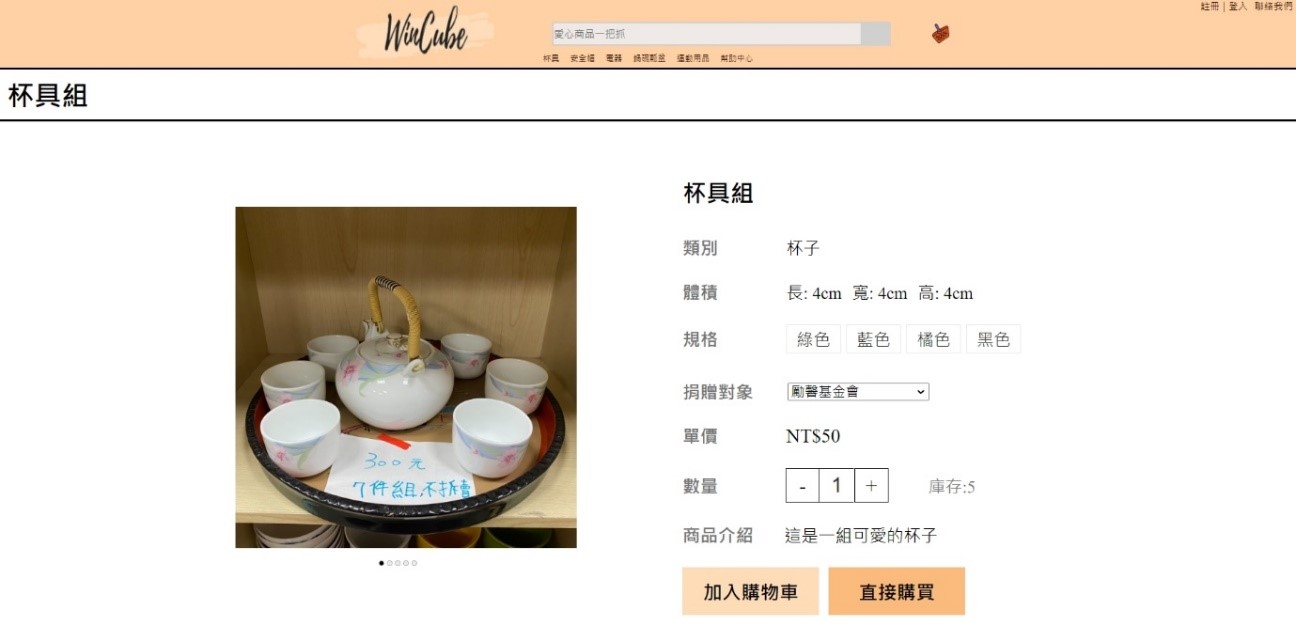 註冊 | 登入 聯絡我們
WinCube
愛心商品一把抓
杯具 安全帽 電器 鍋碗瓢盆 運動用品 幫助中心
杯具組
杯具組
類別 杯子
體積 長: 4cm 寬: 4cm 高: 4cm
規格 綠色 藍色 橘色 黑色
捐贈對象 勵馨基金會
單價 NT$50
數量 - 1 + 庫存:5
商品介紹 這是一組可愛的杯子
加入購物車 直接購買
300元
7件組,不拆賣